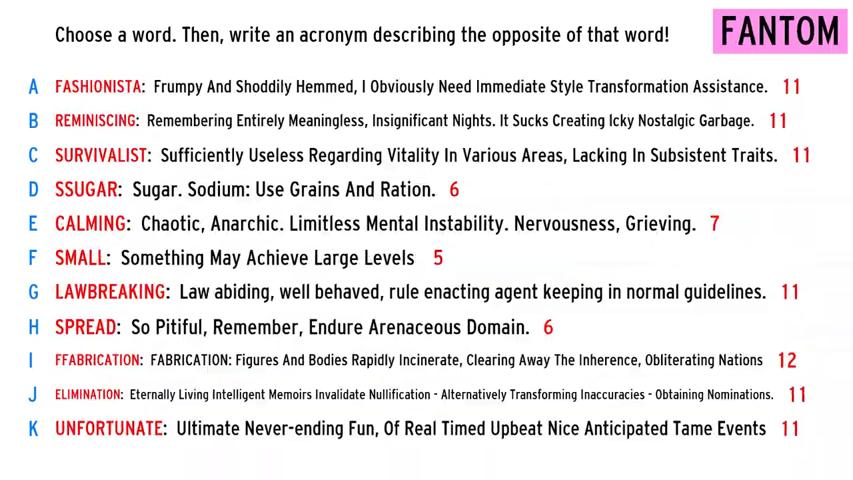 Choose a word. Then, write an acronym describing the opposite of that word! FANTOM
A FASHIONISTA: Frumpy And Shoddily Hemmed, I Obviously Need Immediate Style Transformation Assistance. 11
B REMINISCING: Remembering Entirely Meaningless, Insignificant Nights. It Sucks Creating Icky Nostalgic Garbage. 11
C SURVIVALIST: Sufficiently Useless Regarding Vitality In Various Areas, Lacking In Subsistent Traits. 11
D SSUGAR: Sugar. Sodium: Use Grains And Ration. 6
E CALMING: Chaotic, Anarchic. Limitless Mental Instability. Nervousness, Grieving. 7
F SMALL: Something May Achieve Large Levels 5
G LAWBREAKING: Law abiding, well behaved, rule enacting agent keeping in normal guidelines. 11
H SPREAD: So Pitiful, Remember, Endure Arenaceous Domain. 6
I FFABRICATION: FABRICATION: Figures And Bodies Rapidly Incinerate, Clearing Away The Inherence, Obliterating Nations 12
J ELIMINATION: Eternally Living Intelligent Memoirs Invalidate Nullification - Alternatively Transforming Inaccuracies - Obtaining Nominations. 11
K UNFORTUNATE: Ultimate Never-ending Fun, Of Real Timed Upbeat Nice Anticipated Tame Events 11